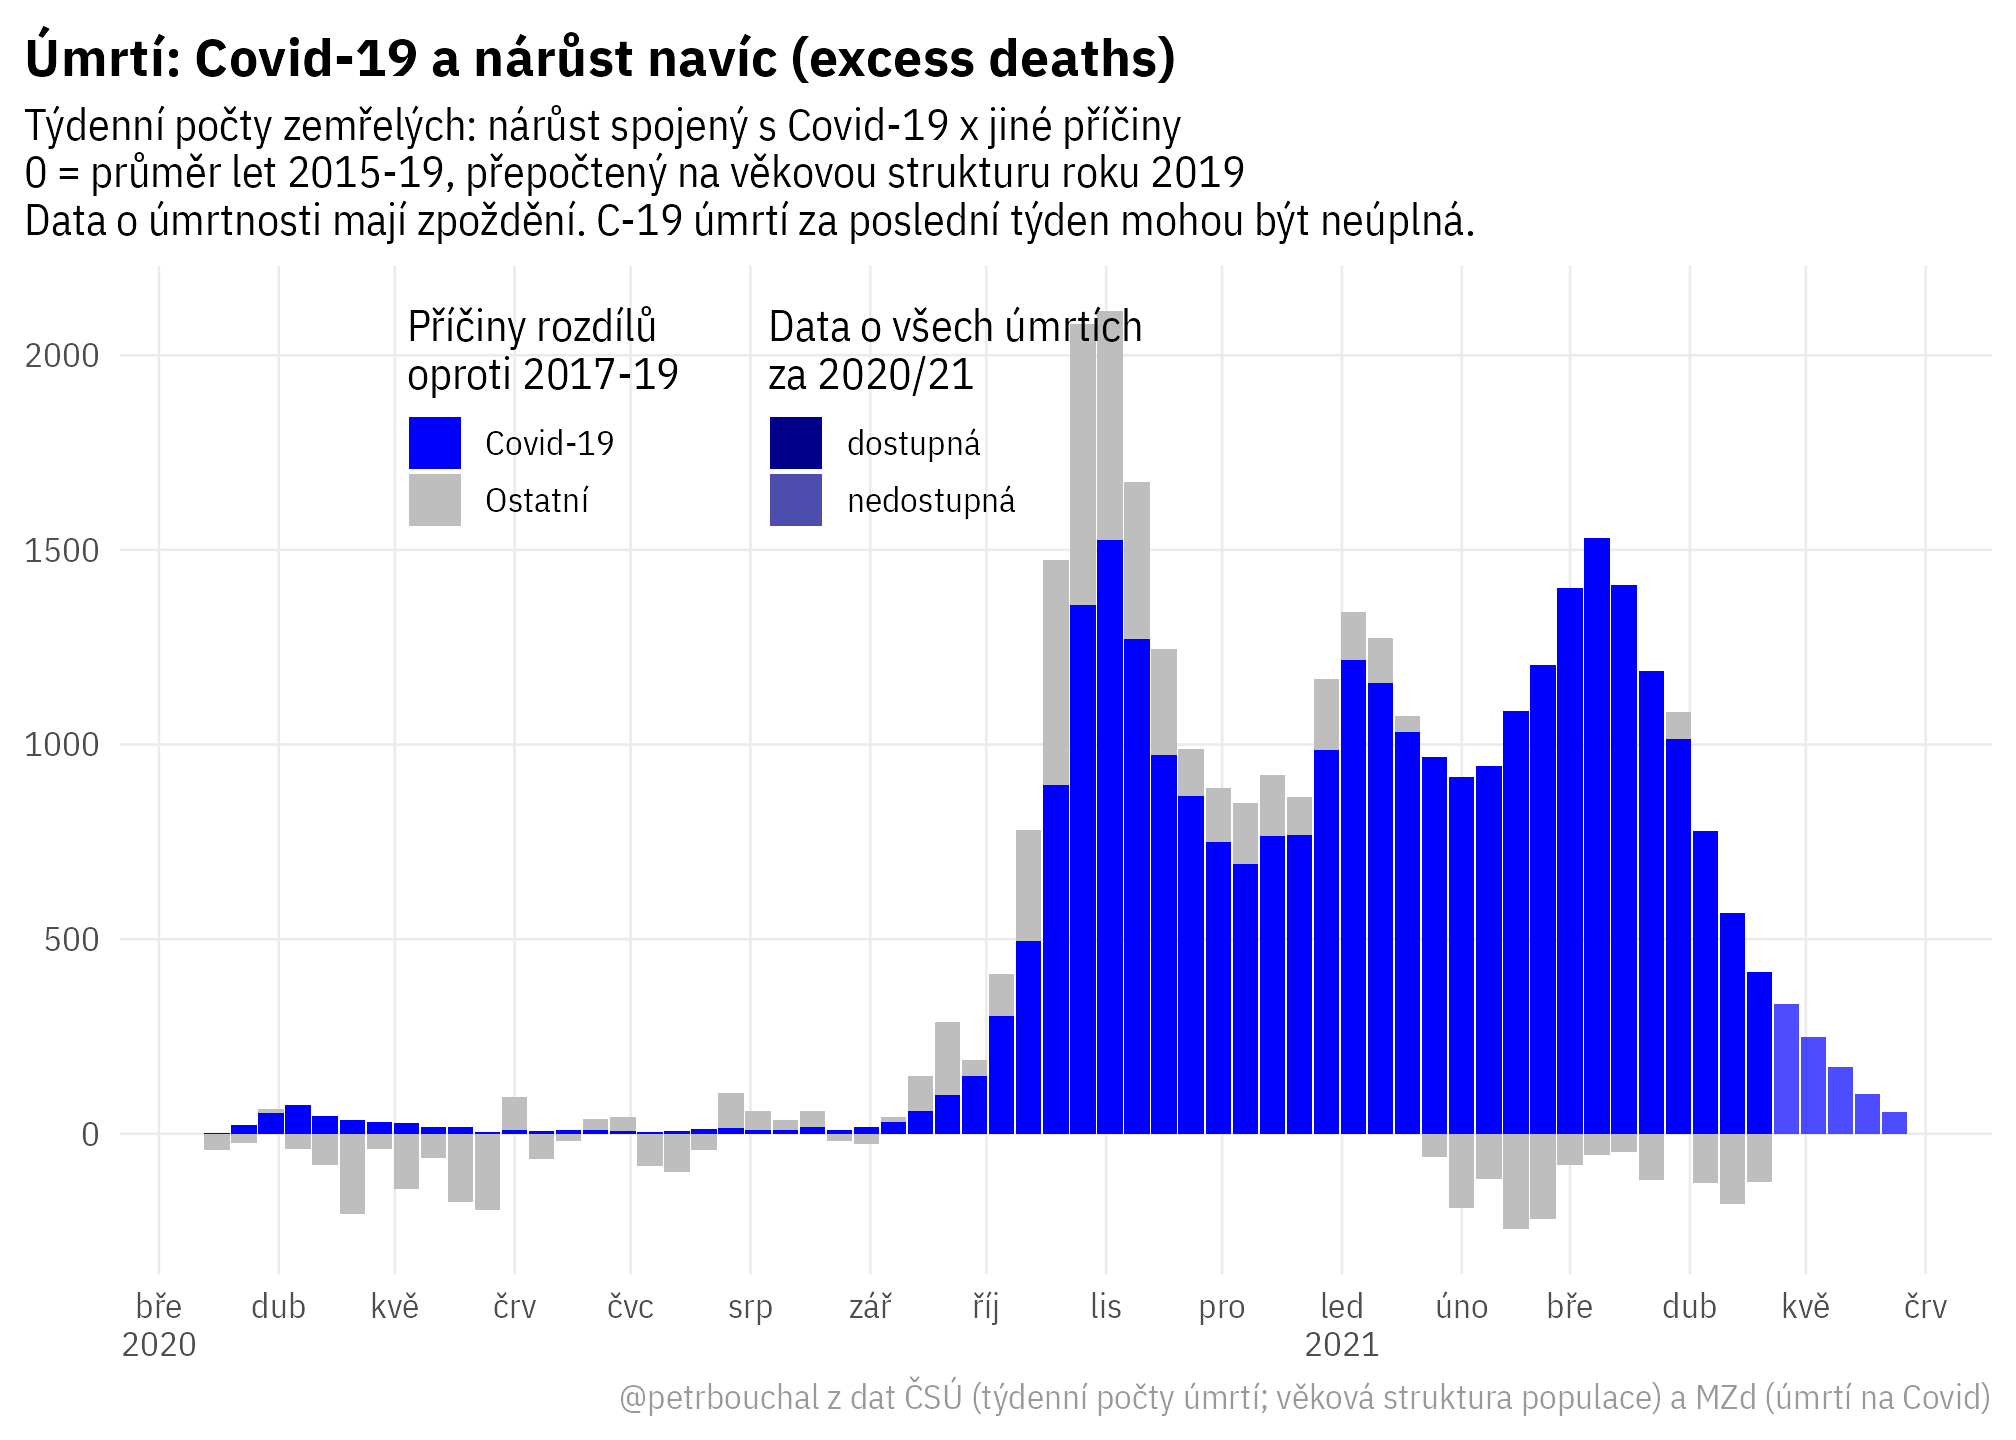 Úmrtí: Covid-19 a nárůst navíc (excess deaths)
Týdenní počty zemřelých: nárůst spojený s Covid-19 x jiné příčiny
0 = průměr let 2015-19, přepočtený na věkovou strukturu roku 2019
Data o úmrtnosti mají zpoždění. C-19 úmrtí za poslední týden mohou být neúplná.
Příčiny rozdílů
oproti 2017-19
Covid-19
Ostatní
Data o všech úmrtích
za 2020/21
dostupná
nedostupná
2000
1500
1000
500
0
bře dub kvě črv čvc srp zář říj lis pro led úno bře dub kvě črv
2020 2021
@petrbouchal z dat ČSÚ (týdenní počty úmrtí; věková struktura populace) a MZd (úmrtí na Covid)